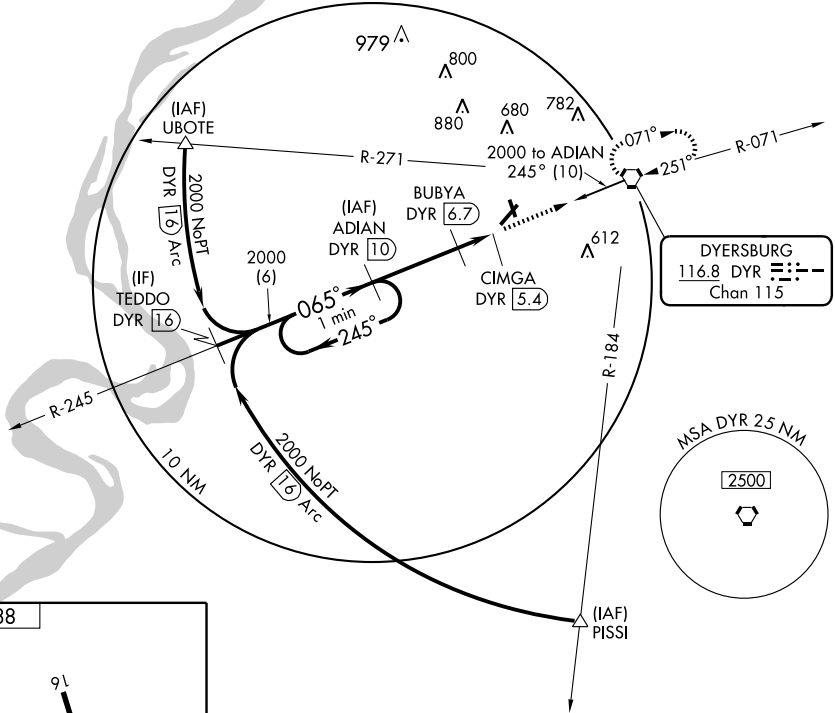 979
800
880
680
782
071°
R-071
251°
(IAF)
UBOTE
R-271
2000 to ADIAN
245° (10)
2000 NoPT
DYR 16 Arc
BUBYA
DYR 6.7
(IAF)
ADIAN
DYR 10
612
DYERSBURG
116.8 DYR
Chan 115
2000
(6)
(IF)
TEDDO
DYR 16
CIMGA
DYR 5.4
065°
1 min
245°
R-184
R-245
10 NM
2000 NoPT
DYR 16 Arc
MSA DYR 25 NM
2500
(IAF)
PISSI
38
16